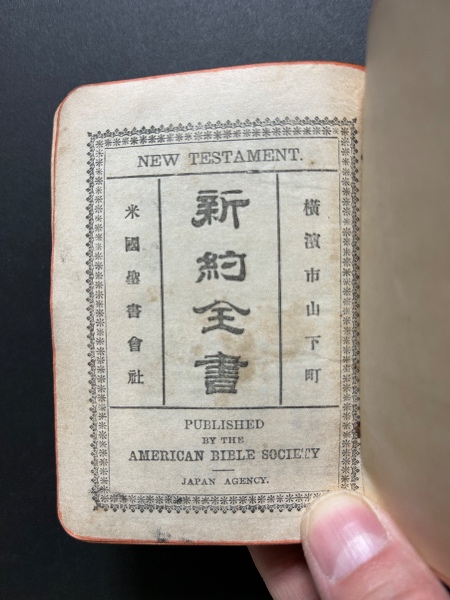 NEW TESTAMENT.
橫濵市山下町
新約全書
米國聖書會社
PUBLISHED
BY THE
AMERICAN BIBLE SOCIETY
JAPAN AGENCY.